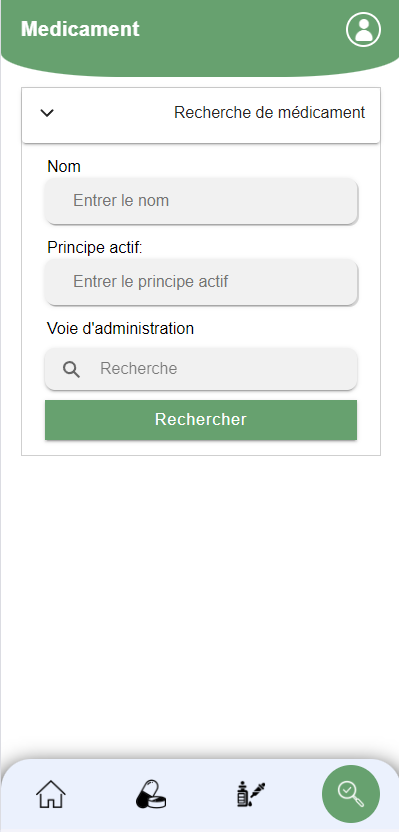 Medicament
Recherche de médicament
Nom
Entrer le nom
Principe actif:
Entrer le principe actif
Voie d'administration
Recherche
Rechercher